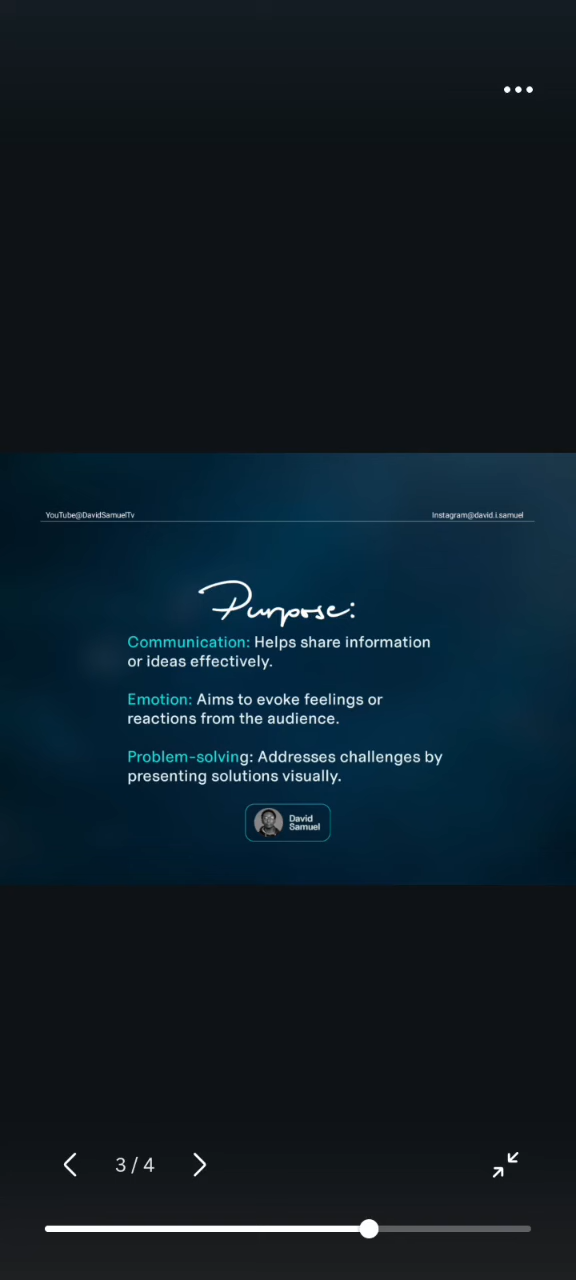 YouTube@DavidSamuelTv
Instagram@david.i.samuel
Purpose:
Communication: Helps share information
or ideas effectively.
Emotion: Aims to evoke feelings or
reactions from the audience.
Problem-solving: Addresses challenges by
presenting solutions visually.
David
Samuel
3 / 4